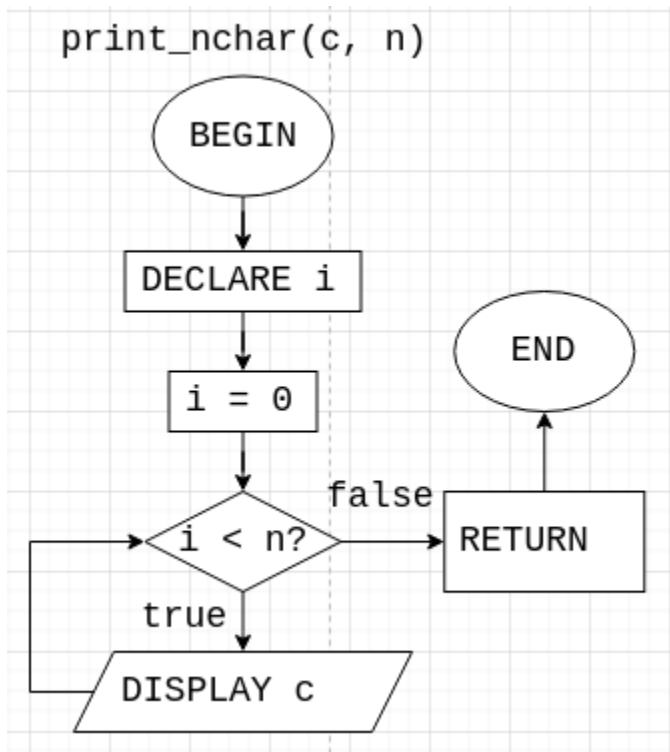 print_nchar(c, n)
BEGIN
DECLARE i
i = 0
i < n?
false
RETURN
END
true
DISPLAY c